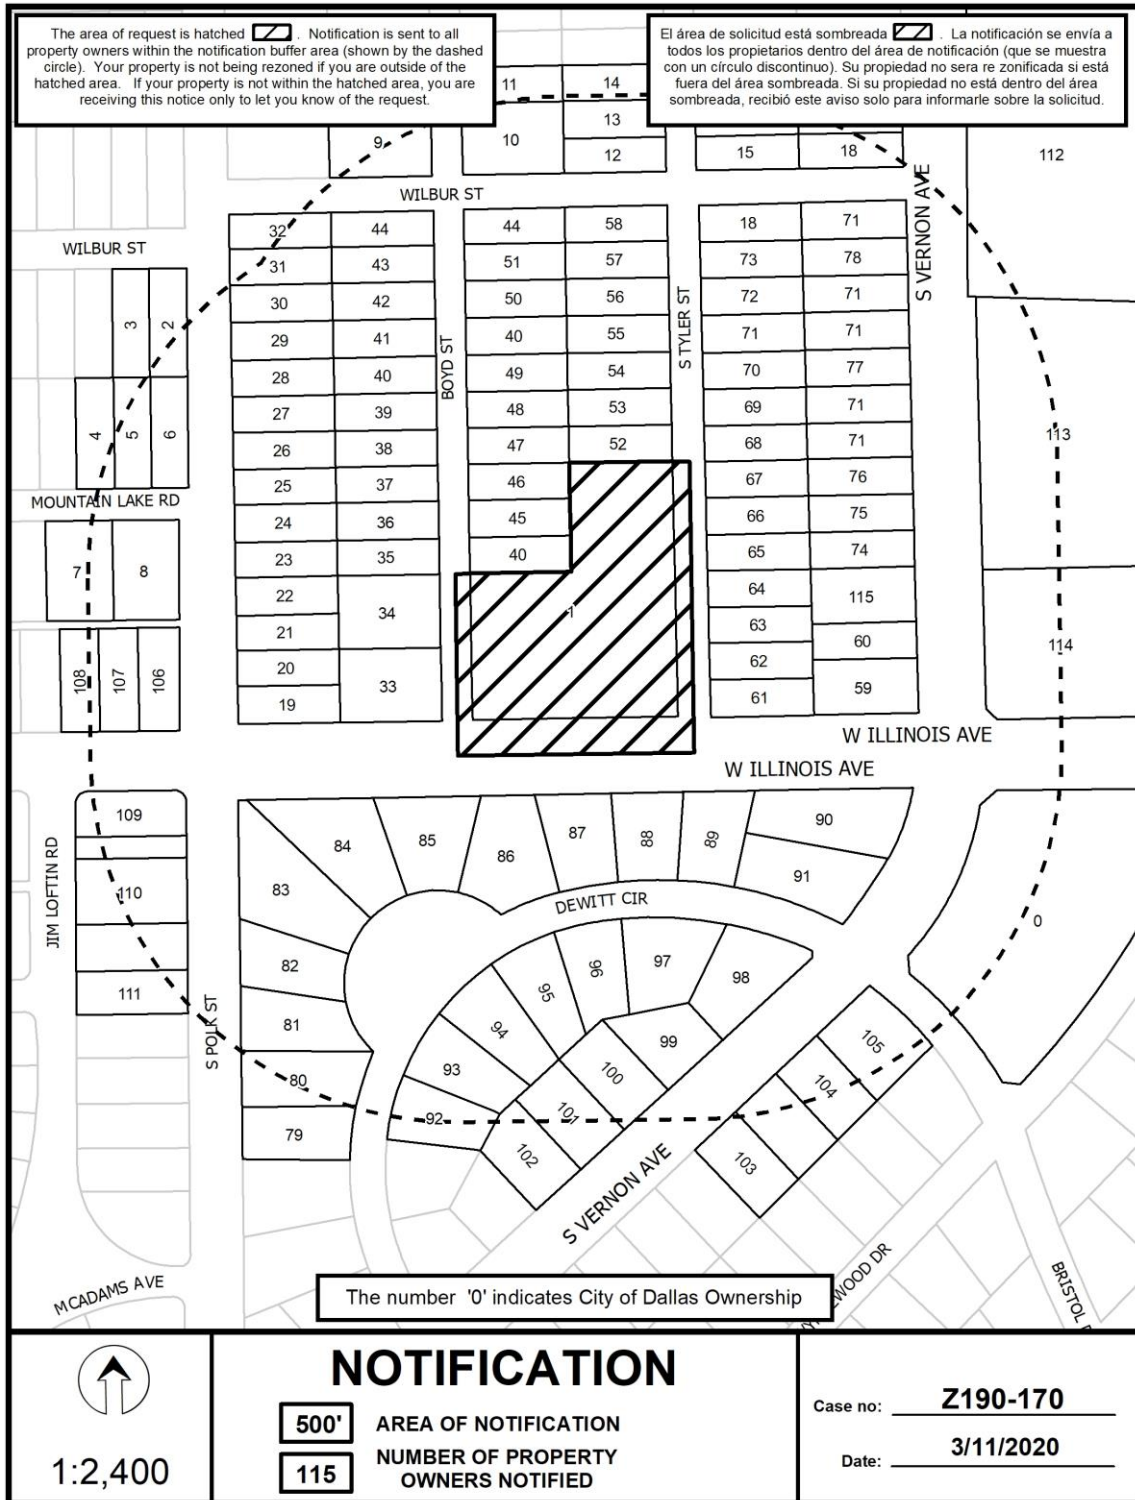 The area of request is hatched . Notification is sent to all
property owners within the notification buffer area (shown by the dashed
circle). Your property is not being rezoned if you are outside of the
hatched area. If your property is not within the hatched area, you are
receiving this notice only to let you know of the request.
El área de solicitud está sombreada . La notificación se envía a
todos los propietarios dentro del área de notificación (que se muestra
con un círculo discontinuo). Su propiedad no sera re zonificada si está
fuera del área sombreada. Si su propiedad no está dentro del área
sombreada, recibió este aviso solo para informarle sobre la solicitud.
11 14
13
9 10 12 15 18 112
WILBUR ST
WILBUR ST
S VERNON AVE
BOYD ST
S TYLER ST
32 44 44 58 18 71
31 43 51 57 73 78
30 42 50 56 72 71
3 2 29 41 40 55 71 71
28 40 49 54 70 77
27 39 48 53 69 71
4 5 6 26 38 47 52 68 71 113
25 37 46 67 76
MOUNTAIN LAKE RD
24 36 45 66 75
23 35 40 65 74
7 8 22 34 1 64 115
21 63 60
20 62 114
108 107 106 19 33 61 59
W ILLINOIS AVE
W ILLINOIS AVE
109 84 85 86 87 88 89 90
91
JIM LOFTIN RD
110 83 DEWITT CIR
0
82 95 96 97 98
111 81 94 99 105
S POLK ST
80 93 100 104
92 101
79 102 103
S VERNON AVE
MCADAMS AVE
EWOOD DR
BRISTOL
The number '0' indicates City of Dallas Ownership
1:2,400
NOTIFICATION
500' AREA OF NOTIFICATION
115 NUMBER OF PROPERTY
OWNERS NOTIFIED
Case no: Z190-170
Date: 3/11/2020